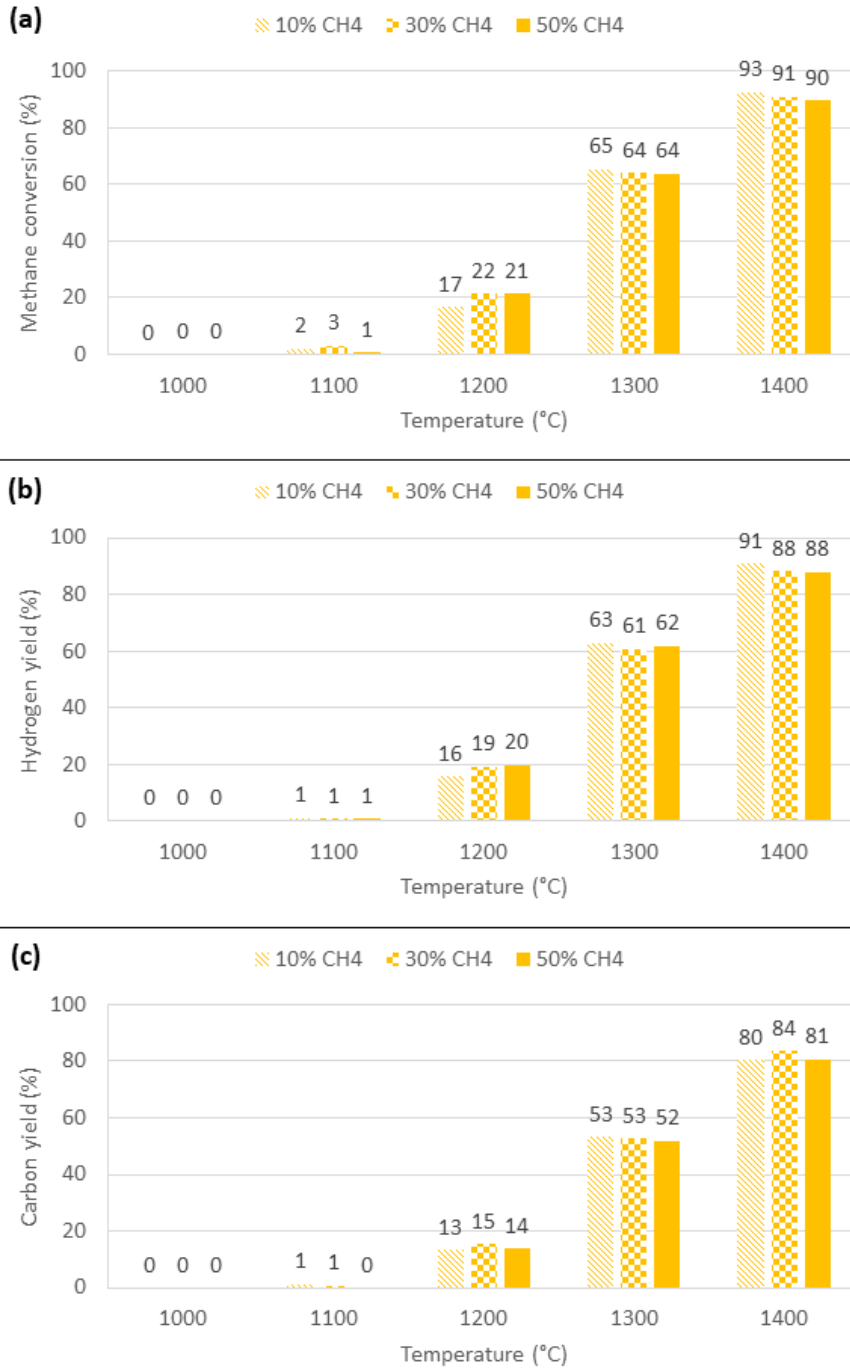 (a)
10% CH4 30% CH4 50% CH4
Methane conversion (%)
100
80
60
40
20
0
0 0 0
2 3 1
17 22 21
65 64 64
93 91 90
1000 1100 1200 1300 1400
Temperature (°C)
(b)
10% CH4 30% CH4 50% CH4
Hydrogen yield (%)
100
80
60
40
20
0
0 0 0
1 1 1
16 19 20
63 61 62
91 88 88
1000 1100 1200 1300 1400
Temperature (°C)
(c)
10% CH4 30% CH4 50% CH4
Carbon yield (%)
100
80
60
40
20
0
0 0 0
1 1 0
13 15 14
53 53 52
80 84 81
1000 1100 1200 1300 1400
Temperature (°C)